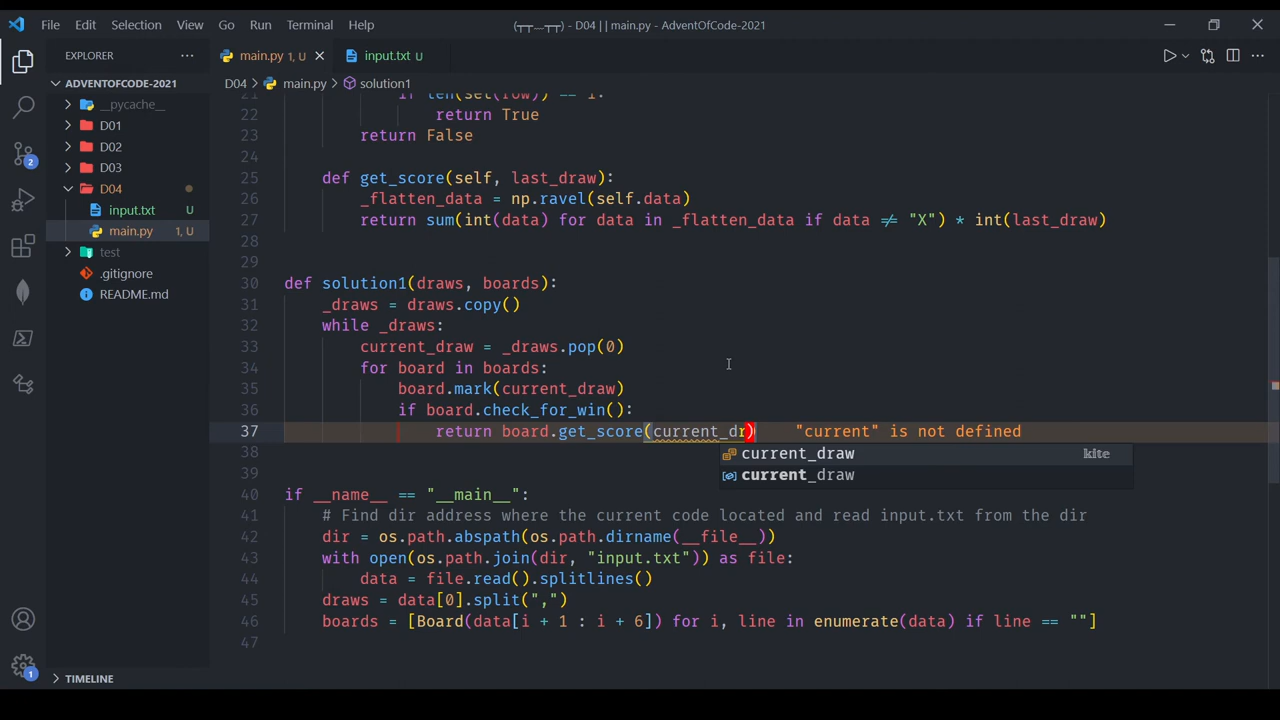 File Edit Selection View Go Run Terminal Help
(┬┬﹏┬┬) - D04 | | main.py - AdventOfCode-2021
EXPLORER
main.py 1, U
input.txt U
ADVENTOFCODE-2021
D04 > main.py > solution1
__pycache__
D01
D02
D03
D04
input.txt U
main.py 1, U
test
.gitignore
README.md
TIMELINE
2
1
21 if len(set(row)) == 1:
22 return True
23 return False
24
25 def get_score(self, last_draw):
26 _flatten_data = np.ravel(self.data)
27 return sum(int(data) for data in _flatten_data if data ≠ "X") * int(last_draw)
28
29
30 def solution1(draws, boards):
31 _draws = draws.copy()
32 while _draws:
33 current_draw = _draws.pop(0)
34 for board in boards:
35 board.mark(current_draw)
36 if board.check_for_win():
37 return board.get_score(current_dr) "current" is not defined
current_draw kite
current_draw
38
39
40 if __name__ == "__main__":
41 # Find dir address where the current code located and read input.txt from the dir
42 dir = os.path.abspath(os.path.dirname(__file__))
43 with open(os.path.join(dir, "input.txt")) as file:
44 data = file.read().splitlines()
45 draws = data[0].split(",")
46 boards = [Board(data[i + 1 : i + 6]) for i, line in enumerate(data) if line == ""]
47